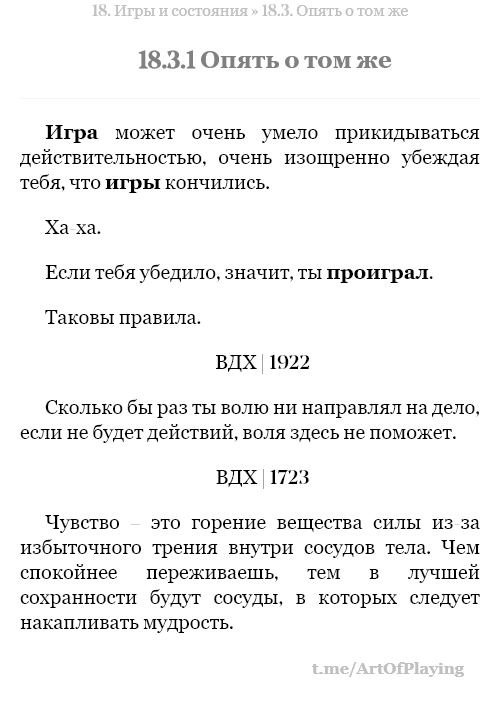 18. Игры и состояния » 18.3. Опять о том же
18.3.1 Опять о том же
Игра может очень умело прикидываться
действительностью, очень изощренно убеждая
тебя, что игры кончились.
Ха-ха.
Если тебя убедило, значит, ты проиграл.
Таковы правила.
ВДХ | 1922
Сколько бы раз ты волю ни направлял на дело,
если не будет действий, воля здесь не поможет.
ВДХ | 1723
Чувство – это горение вещества силы из-за
избыточного трения внутри сосудов тела. Чем
спокойнее переживаешь, тем в лучшей
сохранности будут сосуды, в которых следует
накапливать мудрость.
t.me/ArtOfPlaying